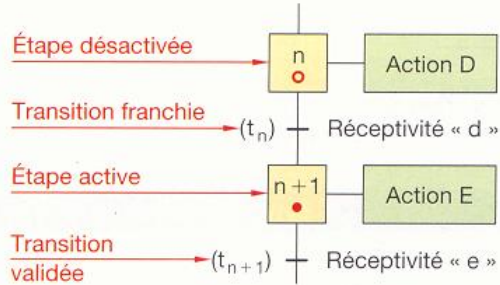 Étape désactivée
n
Action D
Transition franchie
(tn)
Réceptivité « d »
Étape active
n+1
Action E
Transition
validée
(tn+1)
Réceptivité « e »